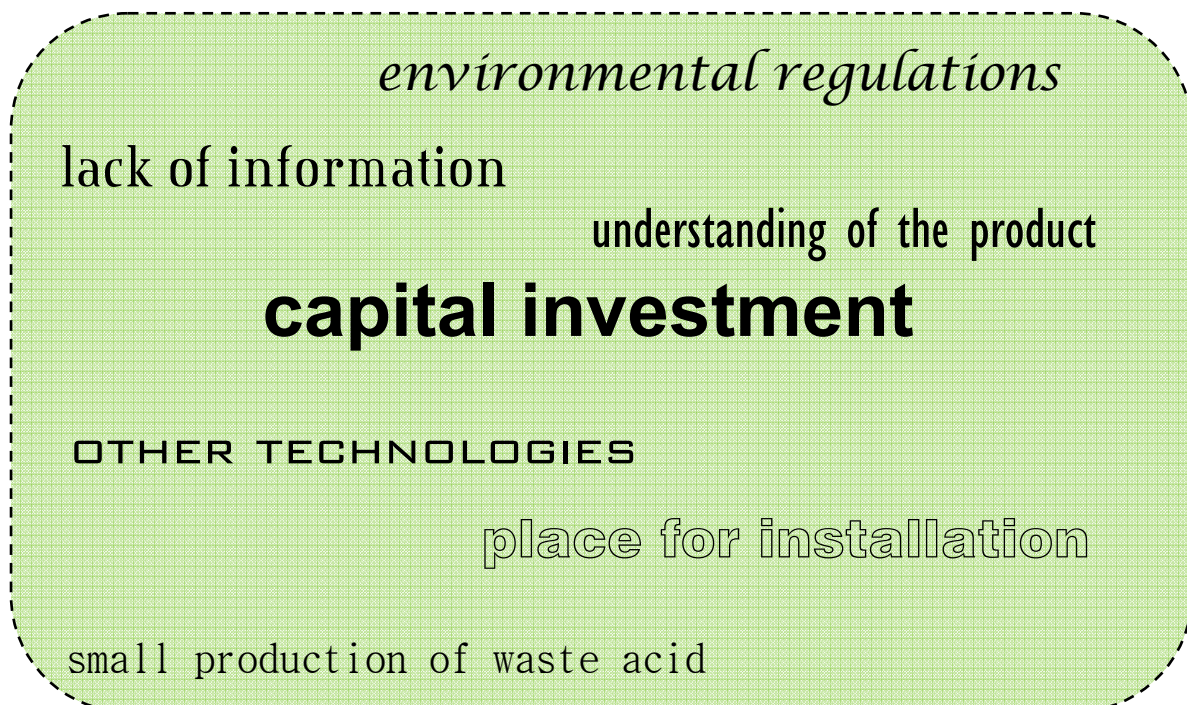 environmental regulations
lack of information
understanding of the product
capital investment
OTHER TECHNOLOGIES
place for installation
small production of waste acid